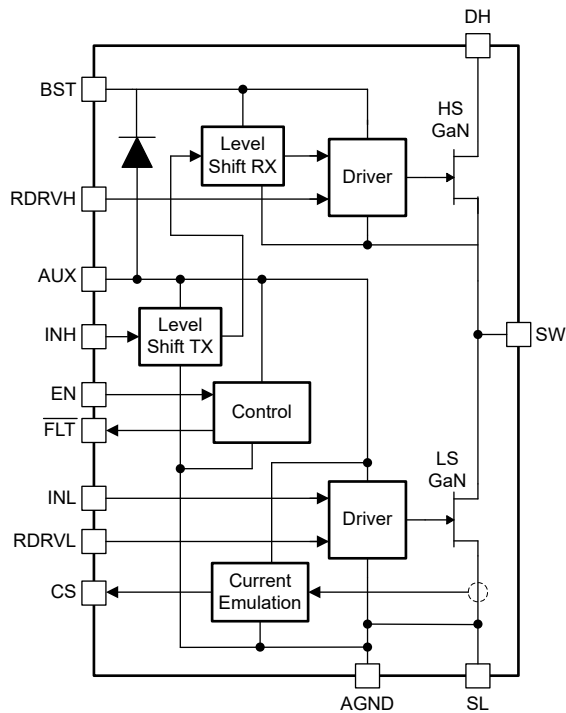 DH
BST
HS
GaN
Level
Shift RX
Driver
RDRVH
AUX
INH
Level
Shift TX
SW
EN
Control
FLT
LS
GaN
INL
Driver
RDRVL
CS
Current
Emulation
AGND
SL